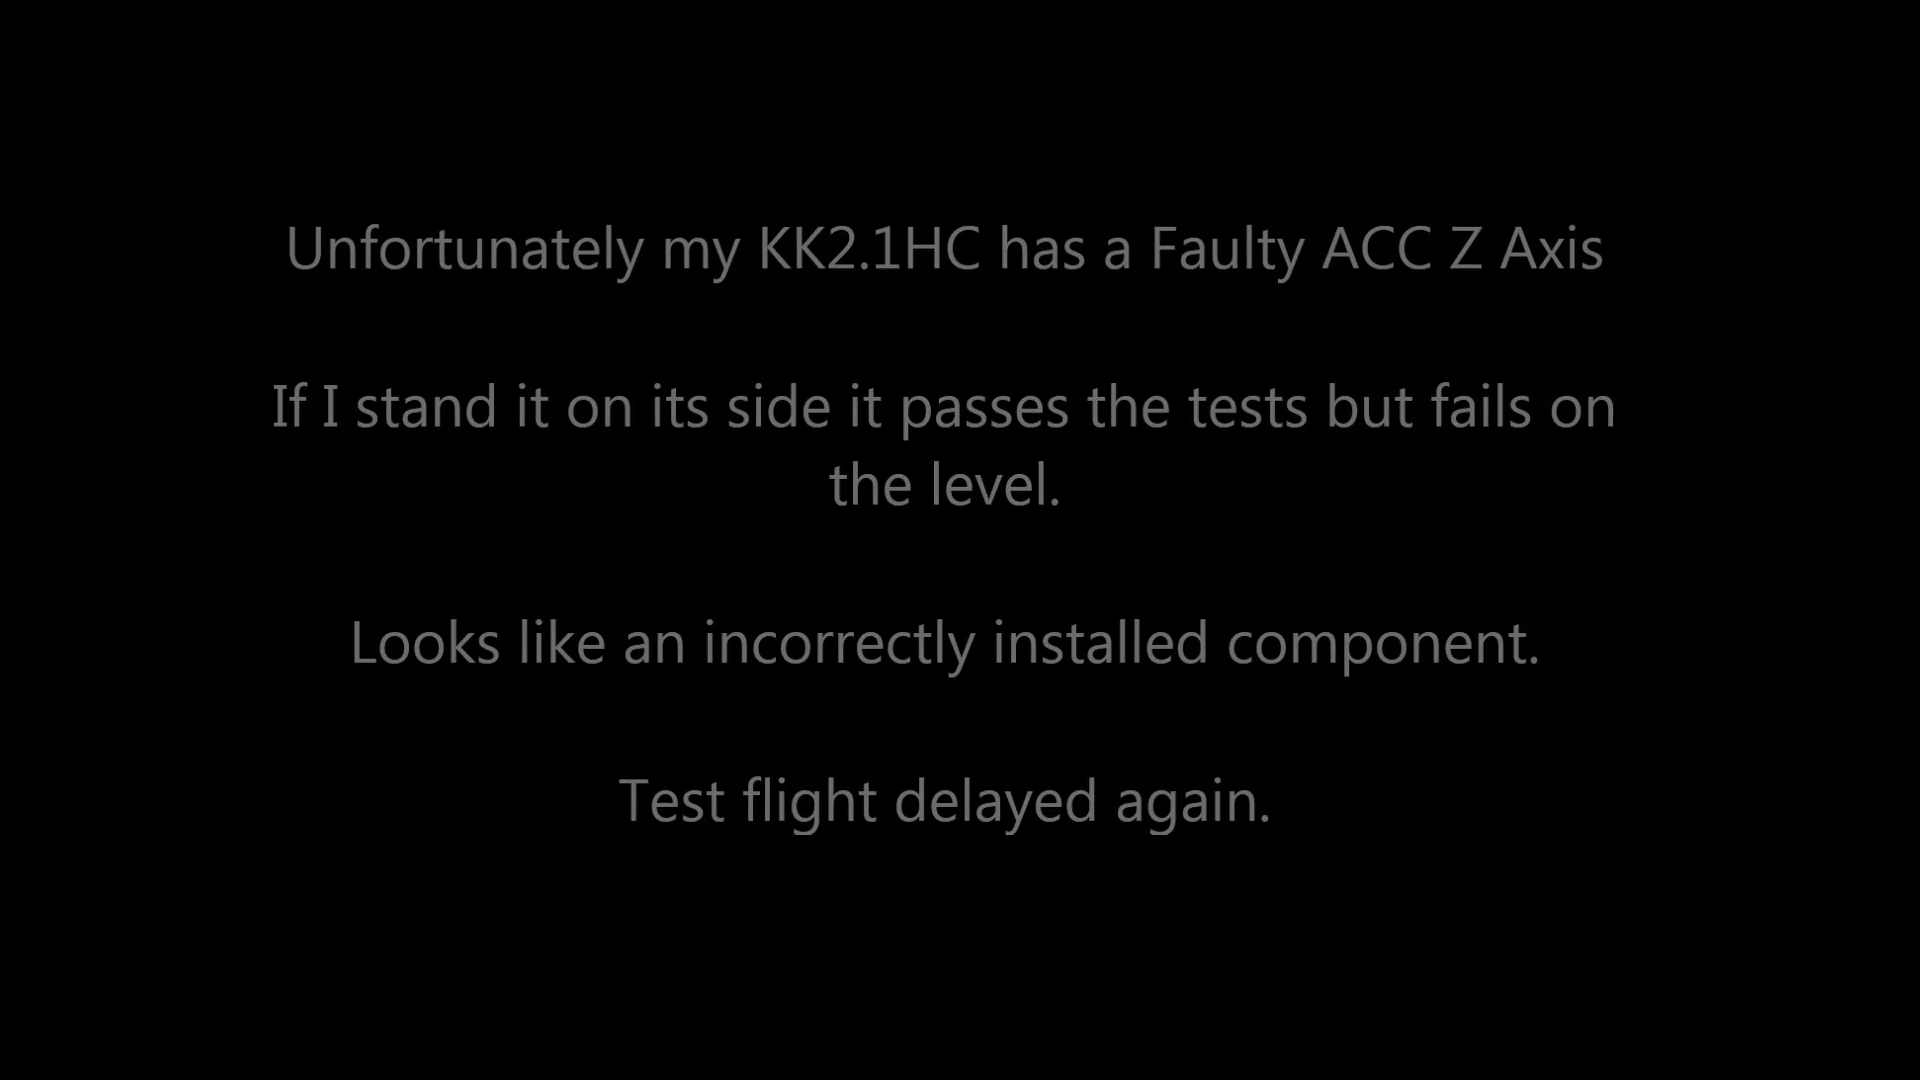 Unfortunately my KK2.1HC has a Faulty ACC Z Axis
If I stand it on its side it passes the tests but fails on
the level.
Looks like an incorrectly installed component.
Test flight delayed again.